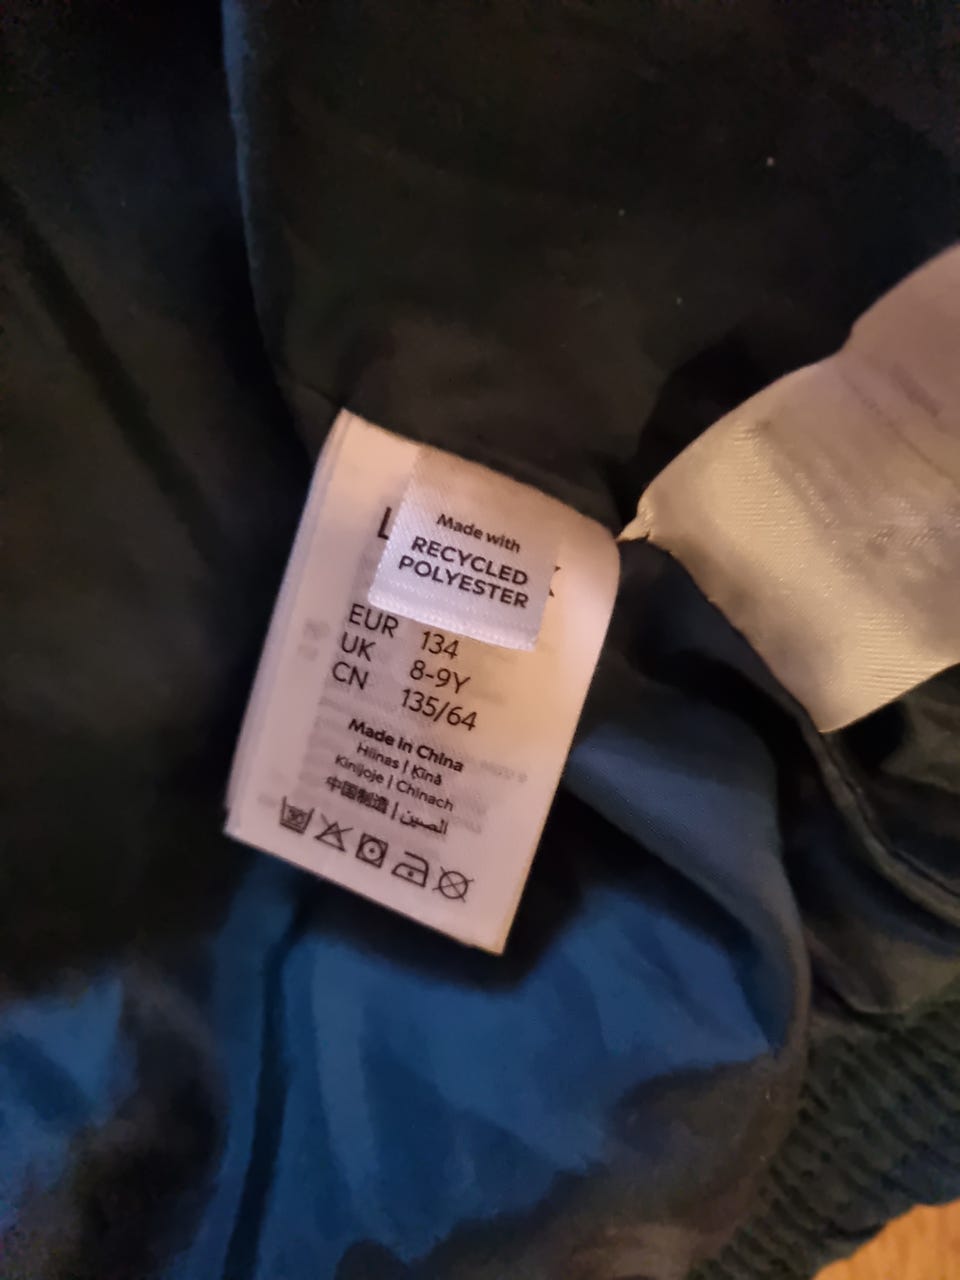 Made with
RECYCLED
POLYESTER
EUR 134
UK 8-9Y
CN 135/64
Made in China
Hiinas | Ķīnā
Kinijoje | Chinach
中国制造 | الصين